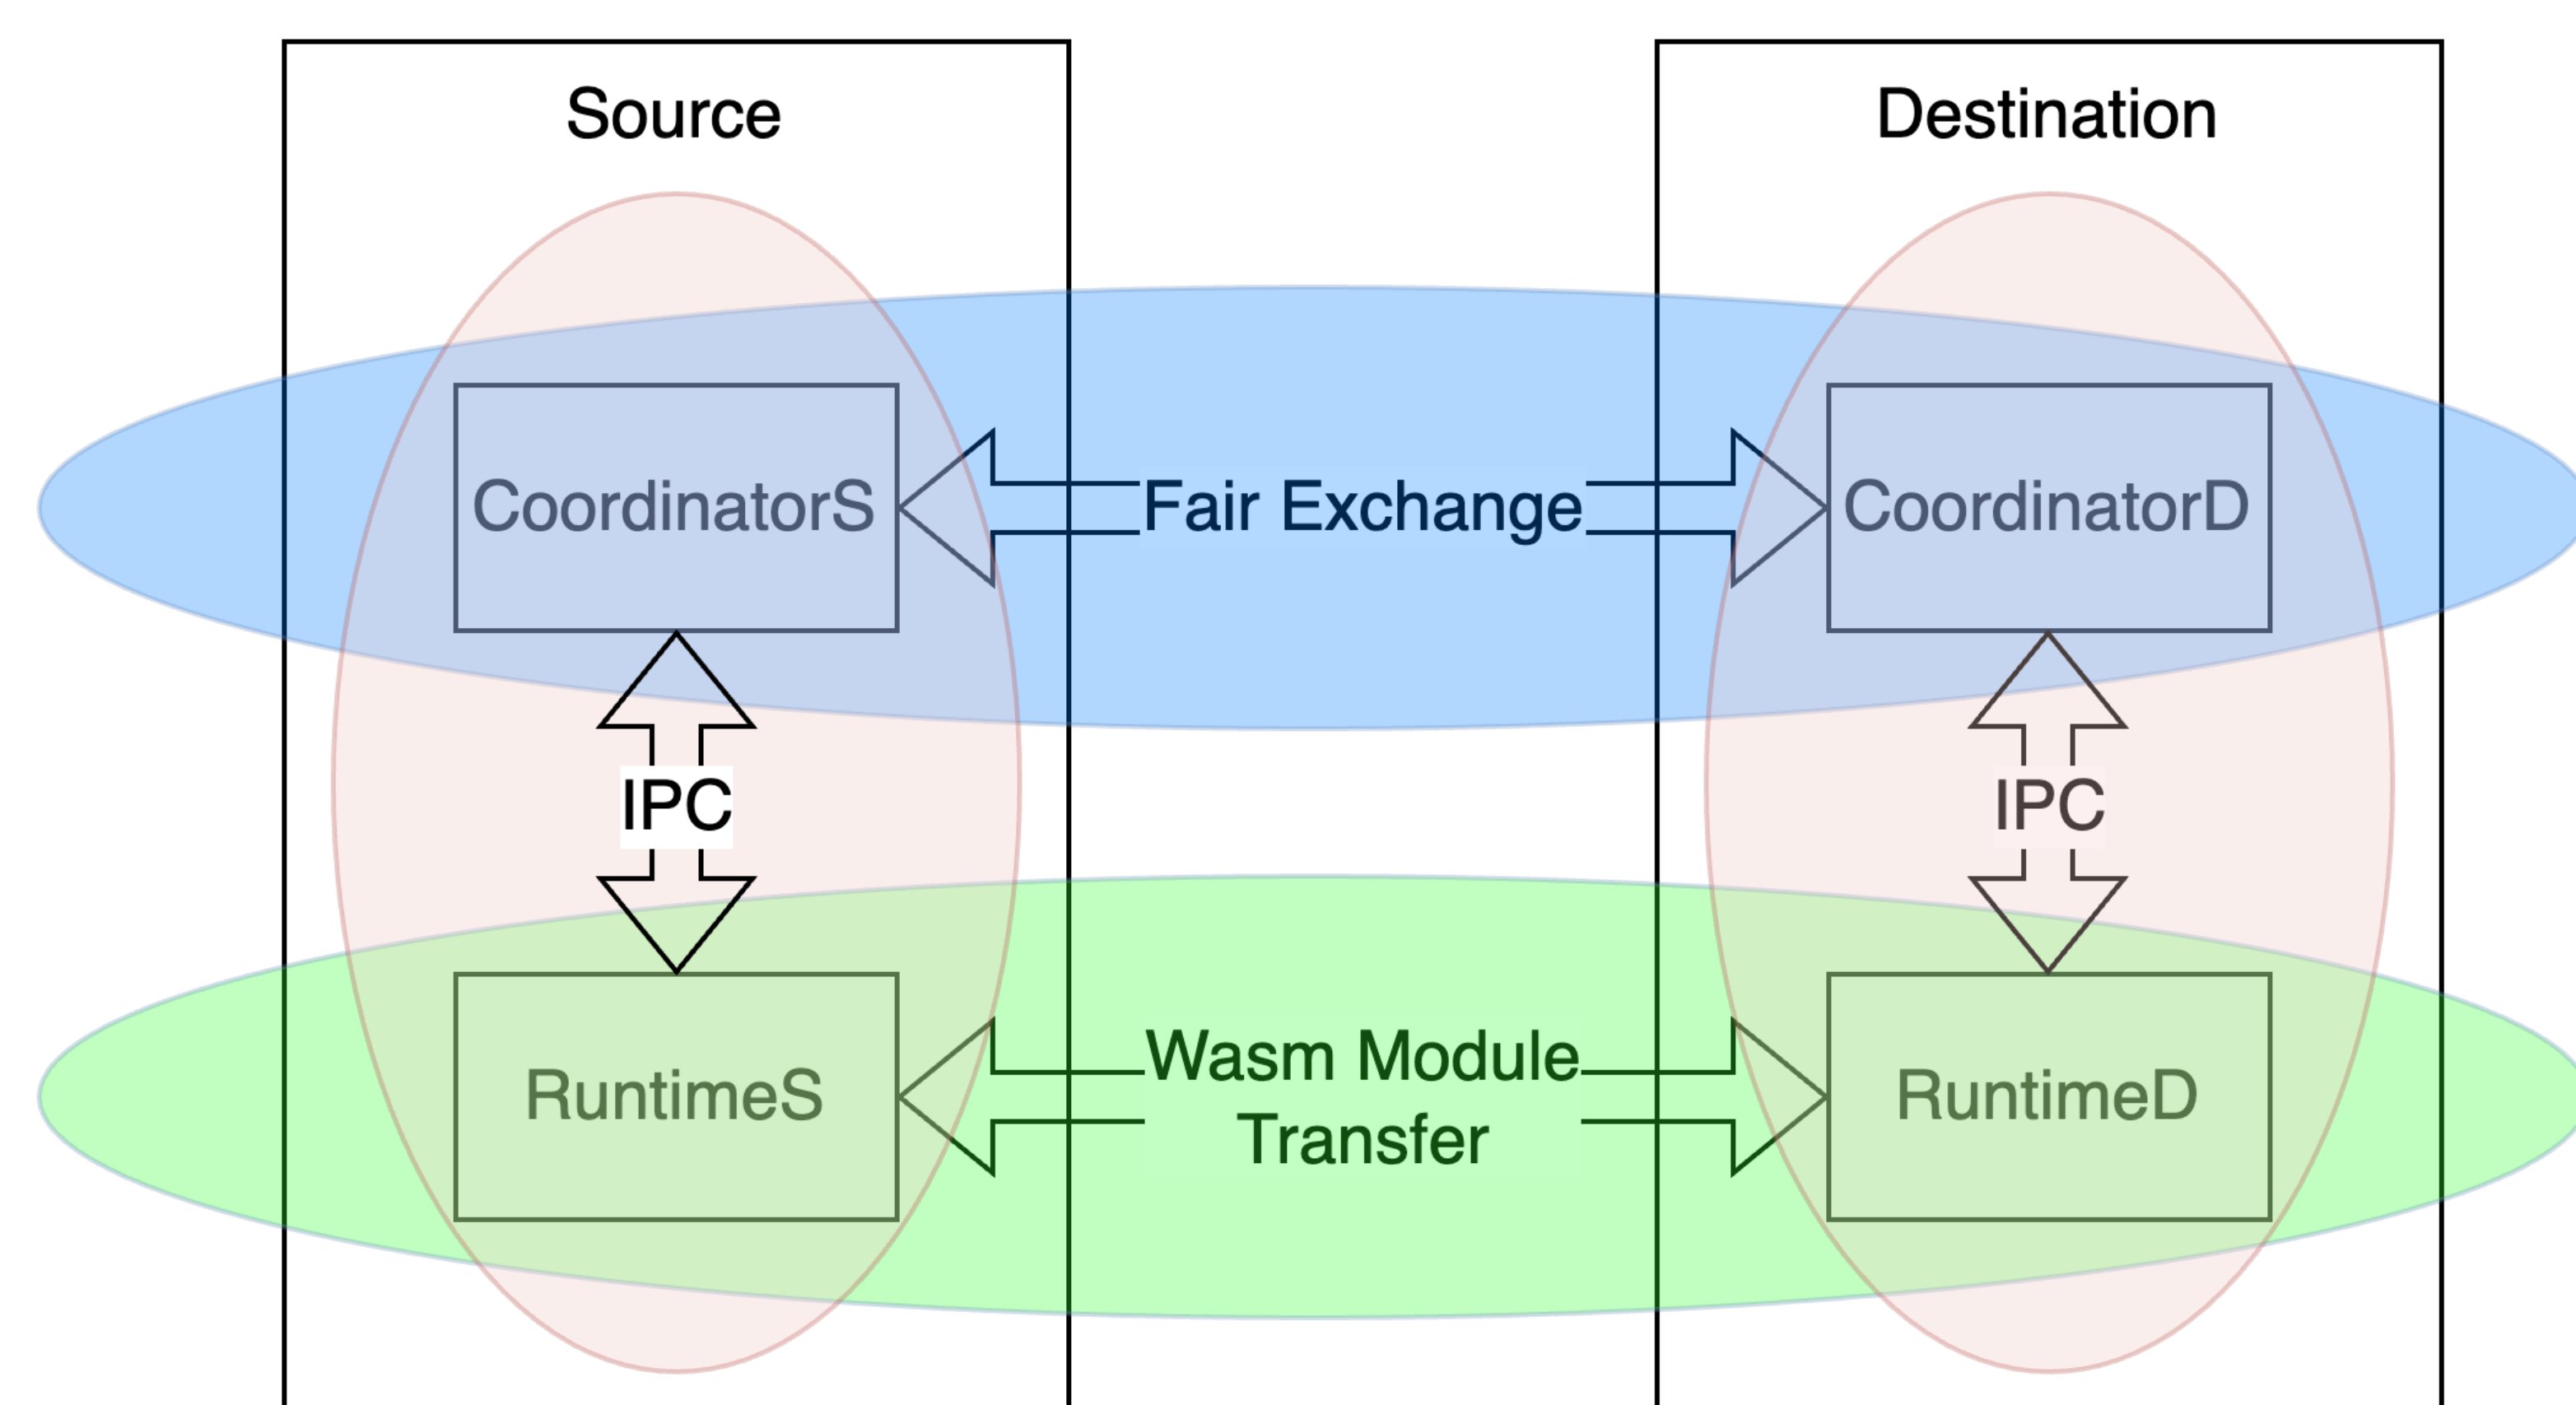 Source
Destination
CoordinatorS
Fair Exchange
CoordinatorD
IPC
IPC
RuntimeS
Wasm Module
Transfer
RuntimeD